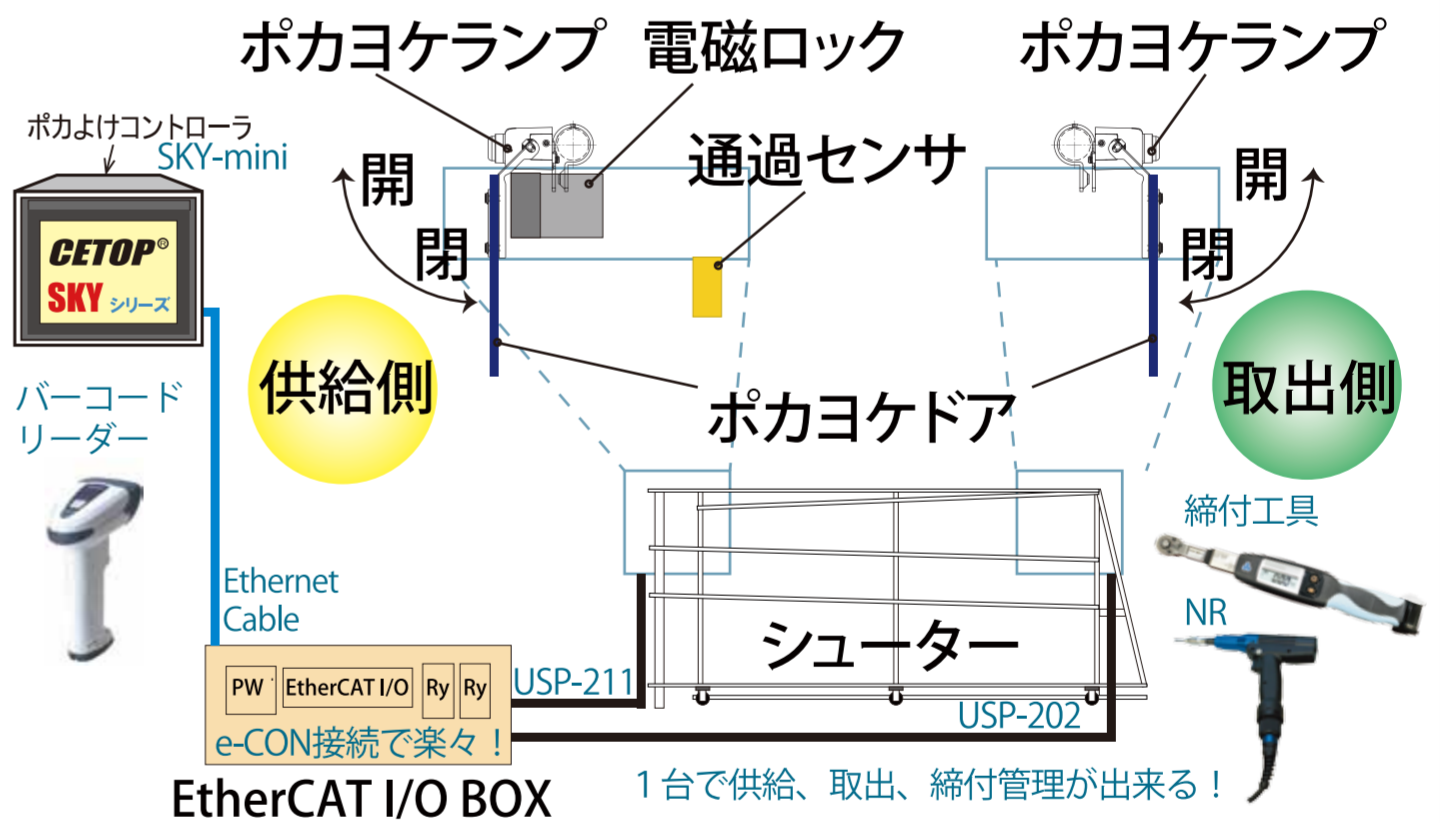 ポカヨケランプ 電磁ロック ポカヨケランプ
ポカよけコントローラ
SKY-mini
通過センサ
開
閉
開
閉
CETOP®
SKY シリーズ
供給側
取出側
ポカヨケドア
バーコード
リーダー
締付工具
NR
Ethernet
Cable
シューター
PW EtherCAT I/O Ry Ry
USP-211
USP-202
e-CON接続で楽々！
EtherCAT I/O BOX
１台で供給、取出、締付管理が出来る！